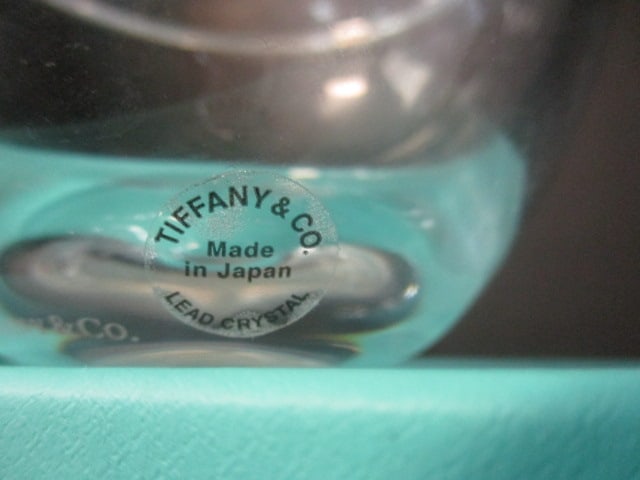 TIFFANY & CO.
Made
in Japan
LEAD CRYSTAL
&CO.